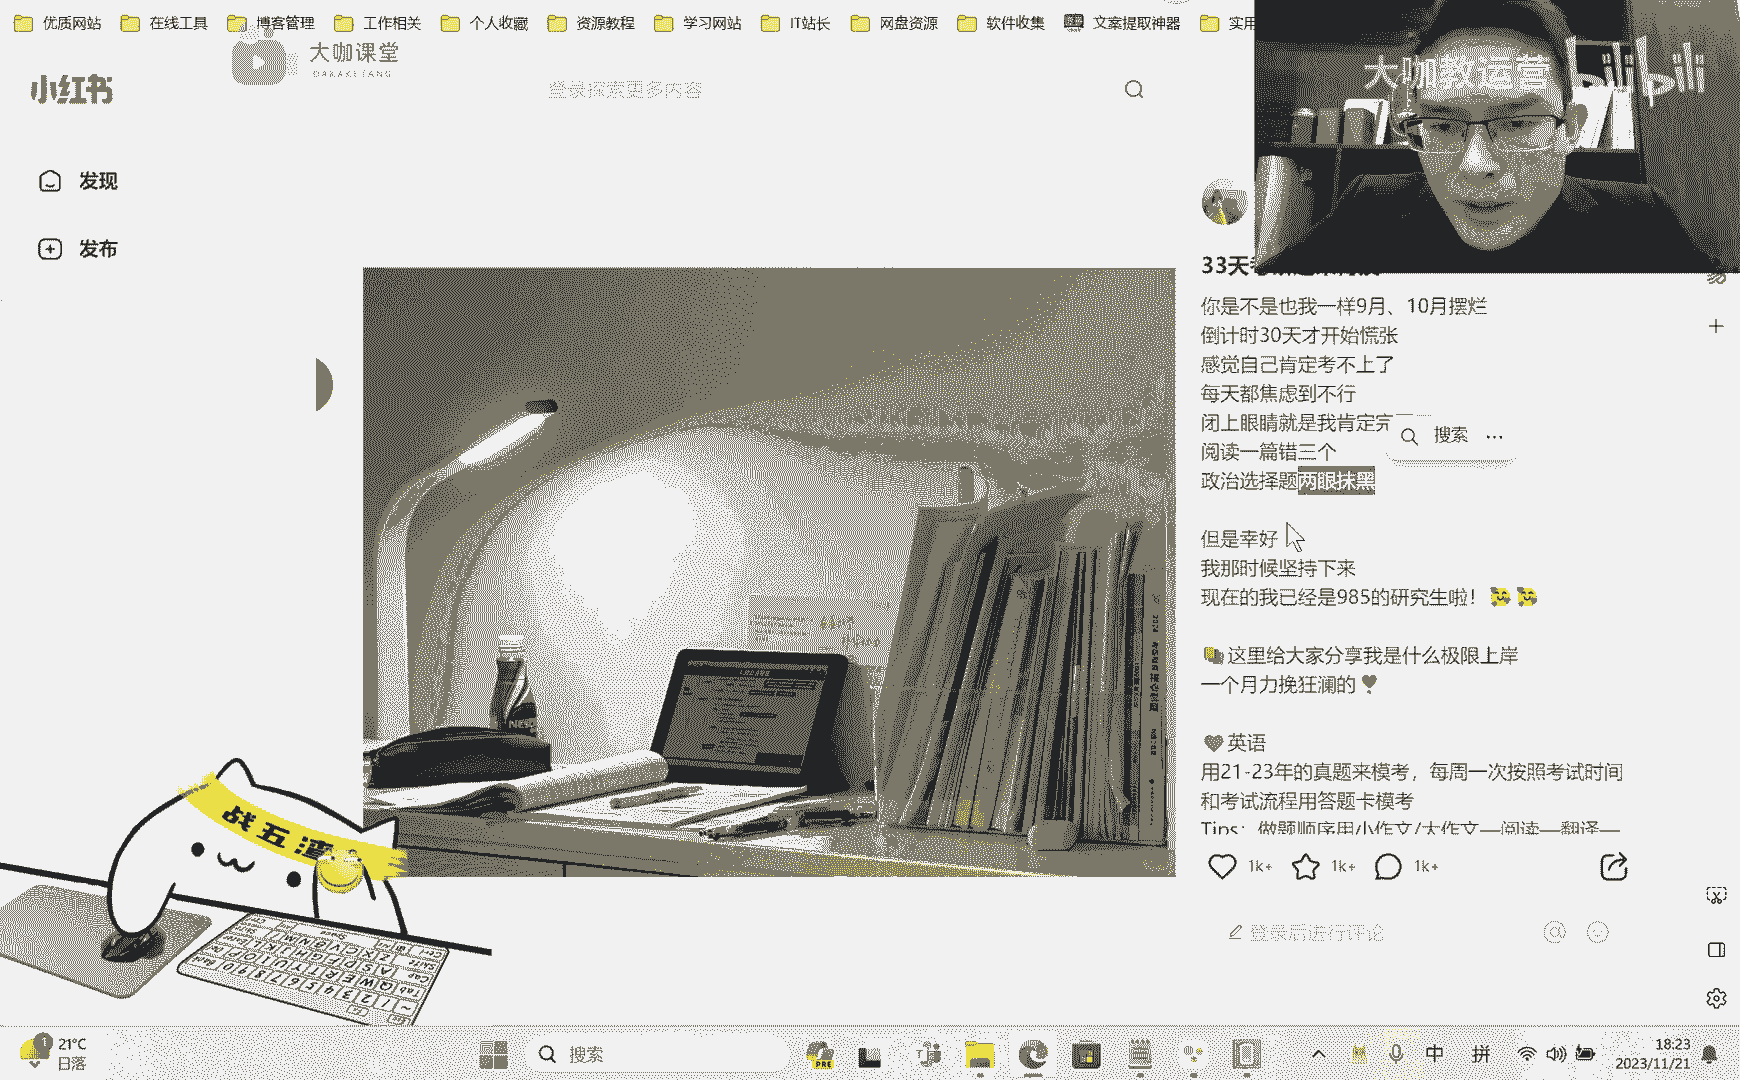 优质网站 在线工具 博客管理 工作相关 个人收藏 资源教程 学习网站 IT站长 网盘资源 软件收集 文案提取神器 实用
大咖课堂
DAKAKETANG
小红书
登录探索更多内容
大咖教运营 bilibili
发现
发布
33天考
你是不是也我一样9月、10月摆烂
倒计时30天才开始慌张
感觉自己肯定考不上了
每天都焦虑到不行
闭上眼睛就是我肯定完
搜索 ...
阅读一篇错三个
政治选择题两眼抹黑
但是幸好
我那时候坚持下来
现在的我已经是985的研究生啦！
这里给大家分享我是什么极限上岸
一个月力挽狂澜的
英语
用21-23年的真题来模考，每周一次按照考试时间
和考试流程用答题卡模考
Tips：做题顺序用小作文/大作文—阅读—翻译—
1k+ 1k+ 1k+
登录后进行评论
战五渣
21°C
日落
搜索
PRE
中 拼
18:23
2023/11/21